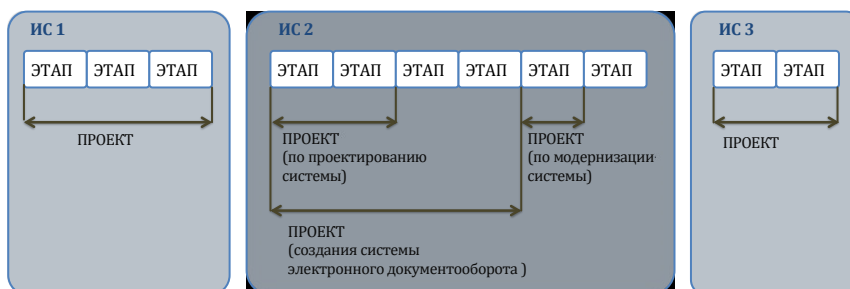 ИС 1
ЭТАП ЭТАП ЭТАП
ПРОЕКТ
ИС 2
ЭТАП ЭТАП ЭТАП ЭТАП ЭТАП ЭТАП
ПРОЕКТ
(по проектированию
системы)
ПРОЕКТ
(по модернизации
системы)
ПРОЕКТ
(создания системы
электронного документооборота )
ИС 3
ЭТАП ЭТАП
ПРОЕКТ